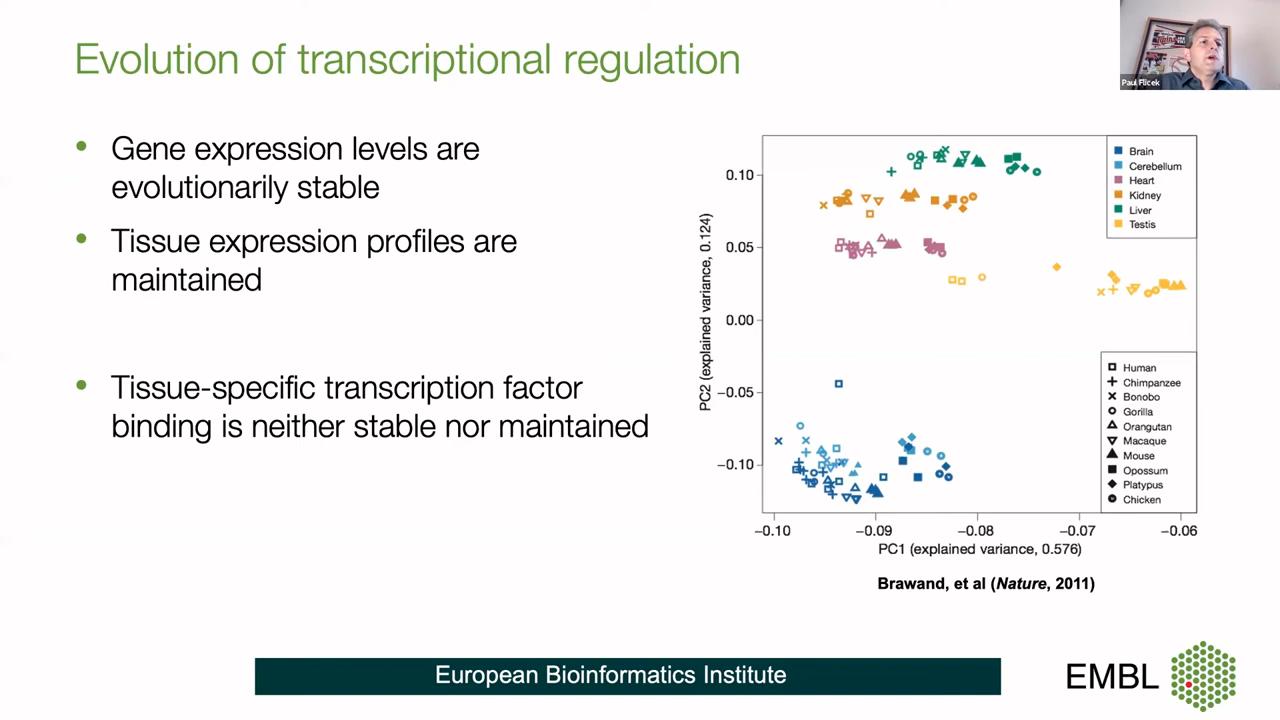 Evolution of transcriptional regulation
Paul Flicek
• Gene expression levels are
evolutionarily stable
• Tissue expression profiles are
maintained
• Tissue-specific transcription factor
binding is neither stable nor maintained
PC2 (explained variance, 0.124)
0.10
0.05
0.00
−0.05
−0.10
Brain
Cerebellum
Heart
Kidney
Liver
Testis
Human
Chimpanzee
Bonobo
Gorilla
Orangutan
Macaque
Mouse
Opossum
Platypus
Chicken
−0.10 −0.09 −0.08 −0.07 −0.06
PC1 (explained variance, 0.576)
Brawand, et al (Nature, 2011)
European Bioinformatics Institute
EMBL